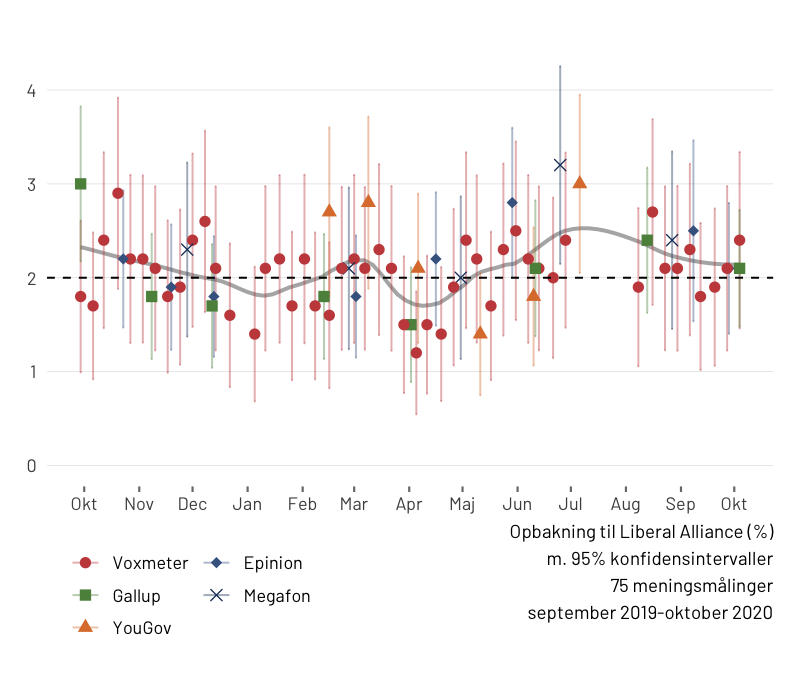 4
3
2
1
0
Okt Nov Dec Jan Feb Mar Apr Maj Jun Jul Aug Sep Okt
Opbakning til Liberal Alliance (%)
m. 95% konfidensintervaller
75 meningsmålinger
september 2019-oktober 2020
Voxmeter Epinion
Gallup Megafon
YouGov